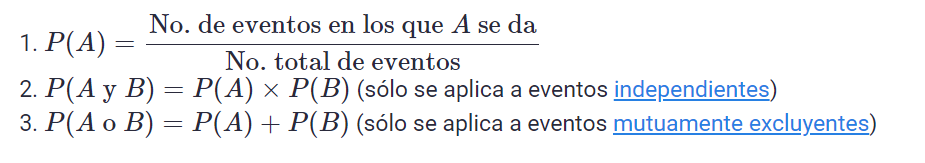 1. P(A) = No. de eventos en los que A se da / No. total de eventos
2. P(A y B) = P(A) × P(B) (sólo se aplica a eventos independientes)
3. P(A o B) = P(A) + P(B) (sólo se aplica a eventos mutuamente excluyentes)